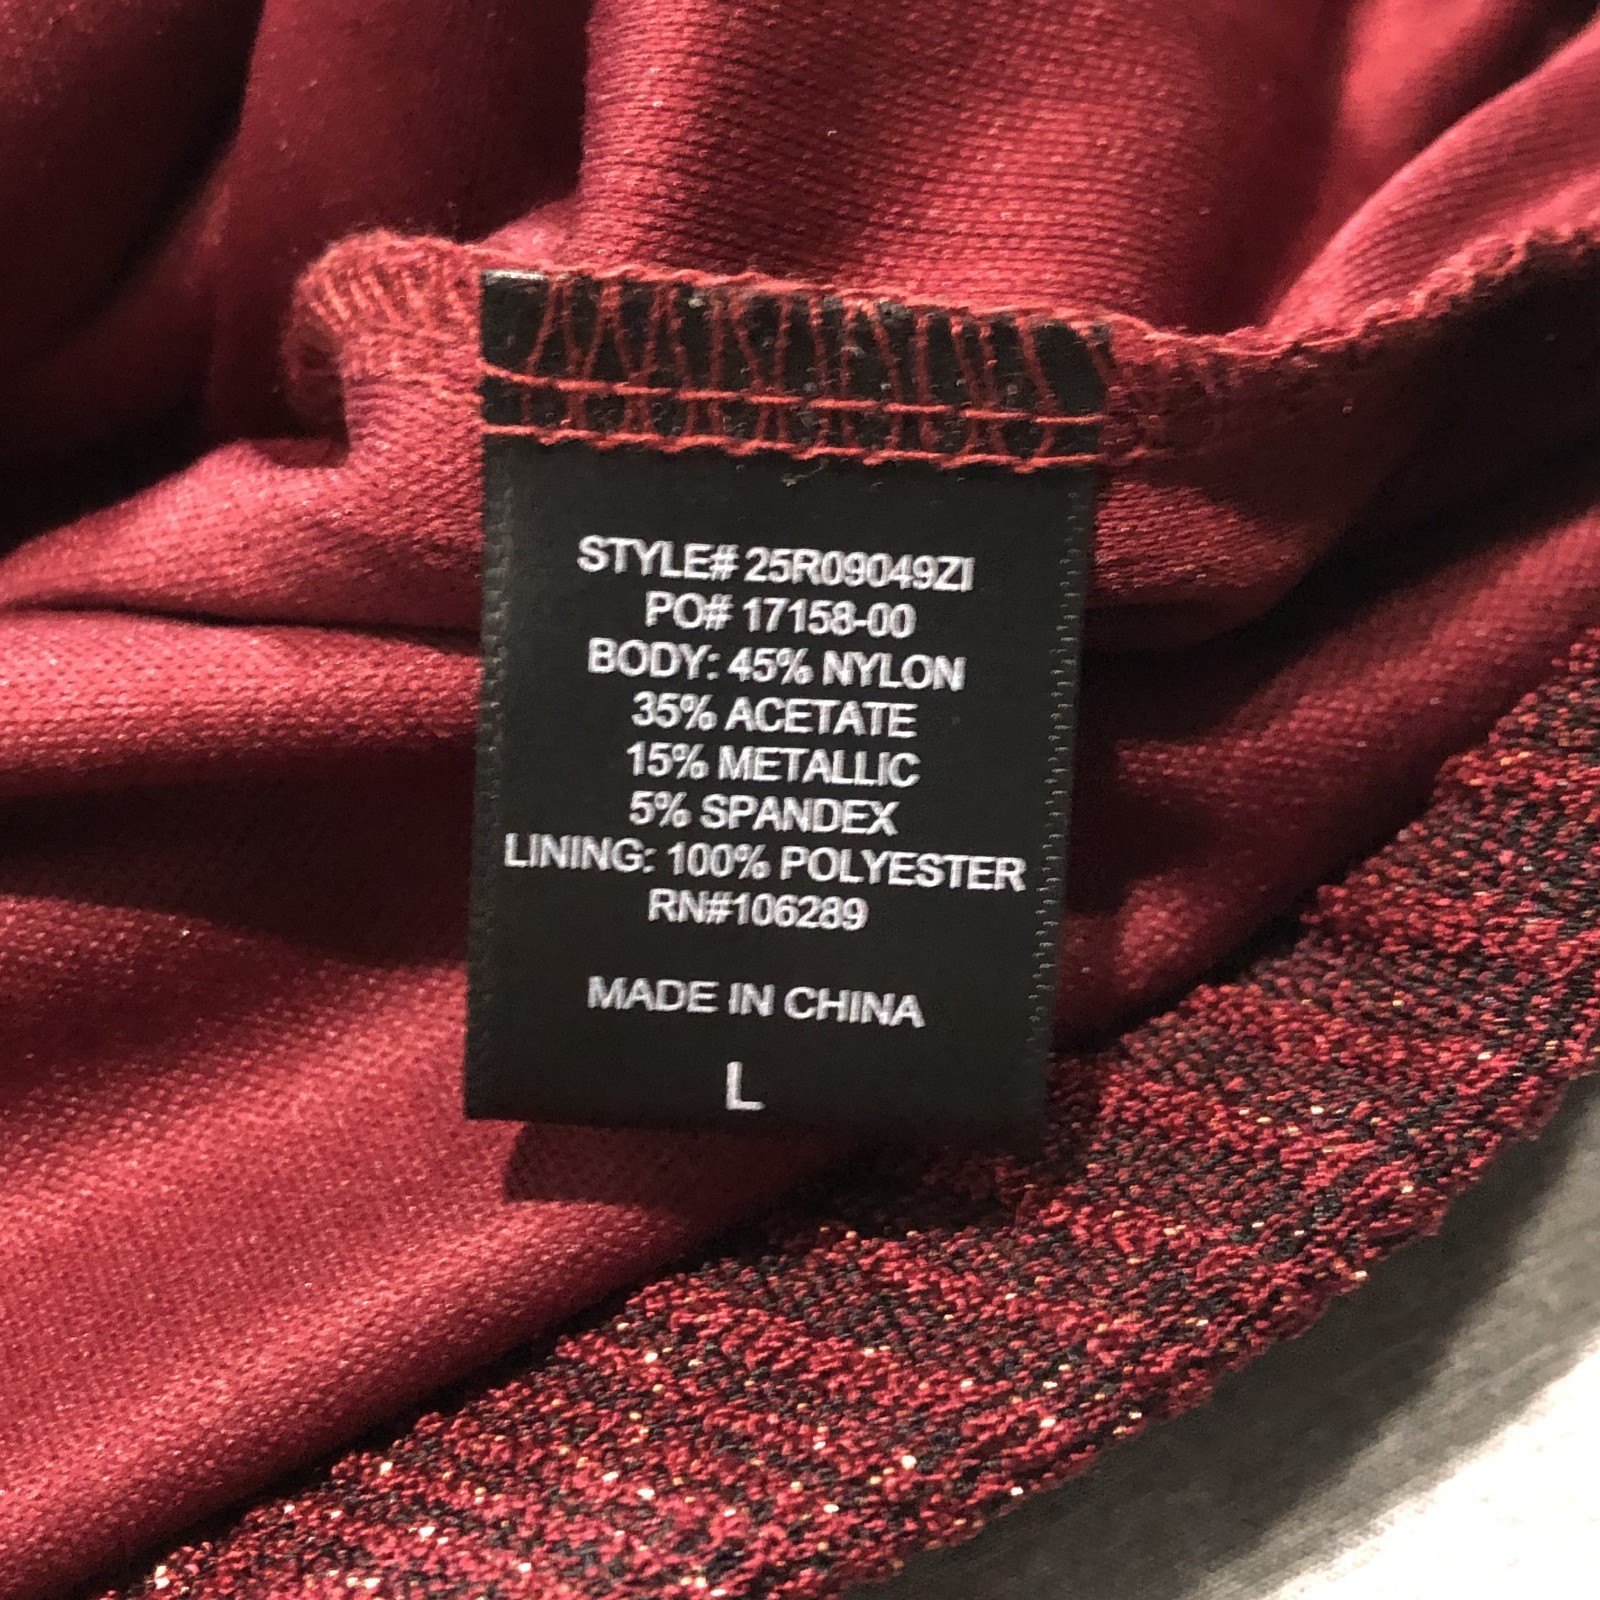 STYLE# 25R09049ZI
PO# 17158-00
BODY: 45% NYLON
35% ACETATE
15% METALLIC
5% SPANDEX
LINING: 100% POLYESTER
RN#106289
MADE IN CHINA
L